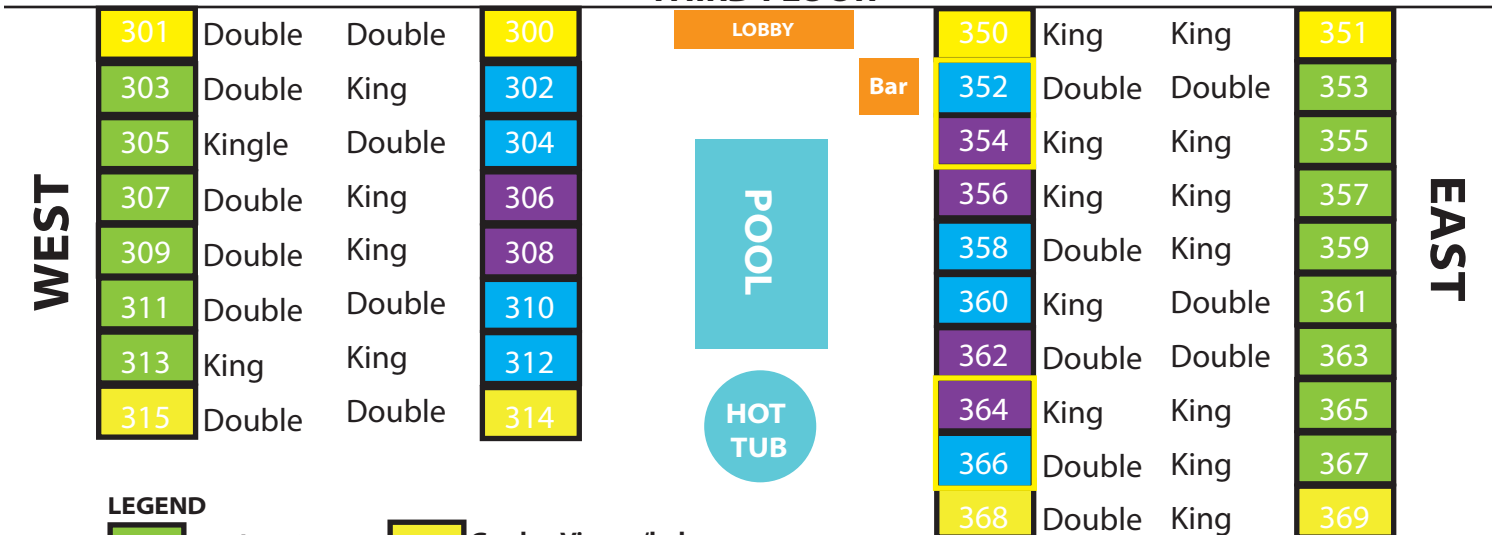 LOBBY
301 Double Double 300
350 King King 351
303 Double King 302
Bar
352 Double Double 353
305 Kingle Double 304
354 King King 355
307 Double King 306
356 King King 357
WEST
POOL
EAST
309 Double King 308
358 Double King 359
311 Double Double 310
360 King Double 361
313 King King 312
362 Double Double 363
315 Double Double 314
HOT
TUB
364 King King 365
366 Double King 367
LEGEND
368 Double King 369